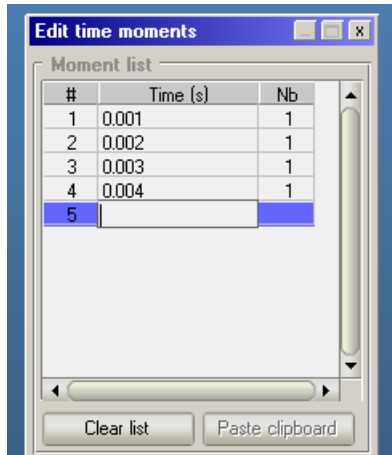 Edit time moments
Moment list
# Time (s) Nb
1 0.001 1
2 0.002 1
3 0.003 1
4 0.004 1
5
Clear list Paste clipboard